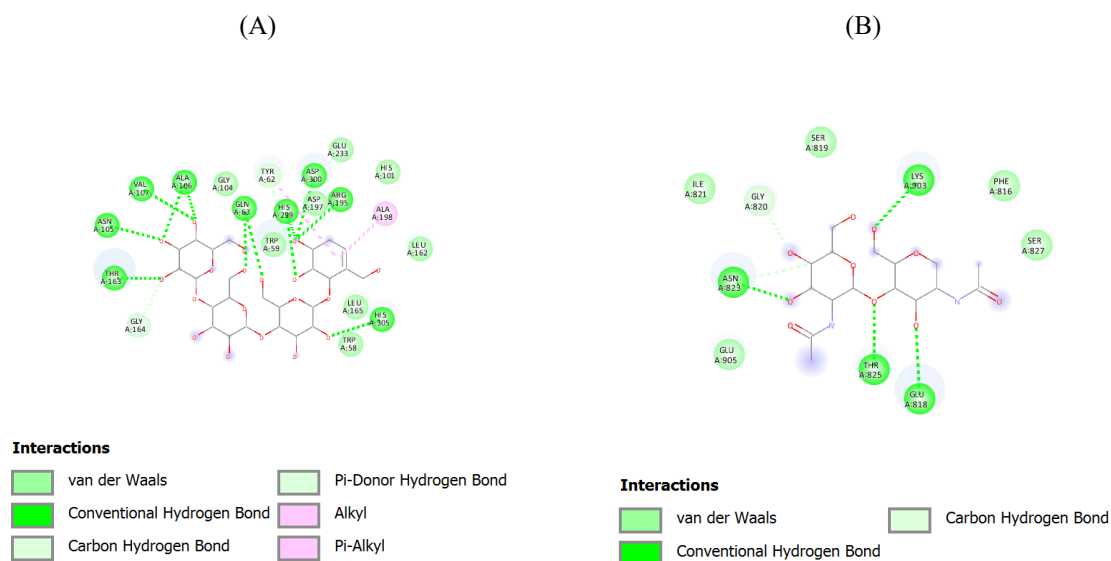 (A)
(B)
GLU
A:233
TYR
A:62
ASP
A:300
HIS
A:101
ALA
A:106
GLY
A:104
VAL
A:107
ASP
A:197
ARG
A:195
GLN
A:63
HIS
A:299
ALA
A:198
ASN
A:105
TRP
A:59
LEU
A:162
THR
A:163
LEU
A:165
HIS
A:305
GLY
A:164
TRP
A:58
Interactions
van der Waals
Conventional Hydrogen Bond
Carbon Hydrogen Bond
Pi-Donor Hydrogen Bond
Alkyl
Pi-Alkyl
SER
A:819
LYS
A:903
ILE
A:821
PHE
A:816
GLY
A:820
SER
A:827
ASN
A:823
GLU
A:905
THR
A:825
GLU
A:818
Interactions
van der Waals
Conventional Hydrogen Bond
Carbon Hydrogen Bond